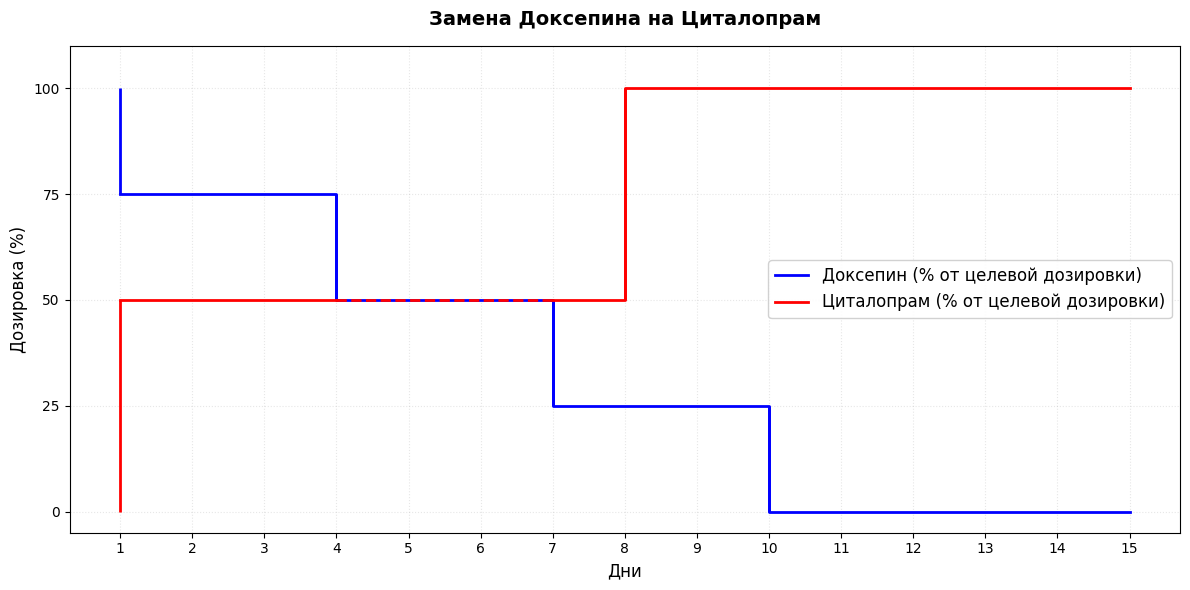 Замена Доксепина на Циталопрам
Дозировка (%)
100
75
50
25
0
Доксепин (% от целевой дозировки)
Циталопрам (% от целевой дозировки)
1 2 3 4 5 6 7 8 9 10 11 12 13 14 15
Дни